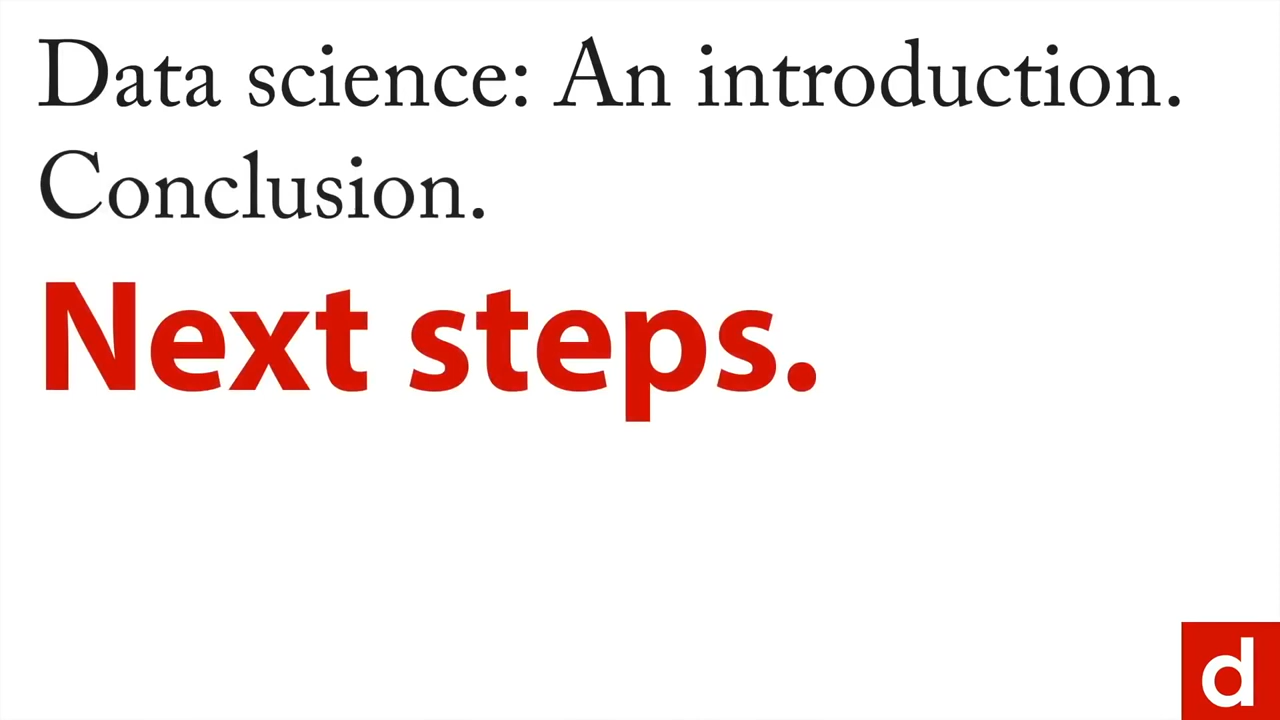 Data science: An introduction.
Conclusion.
Next steps.
d